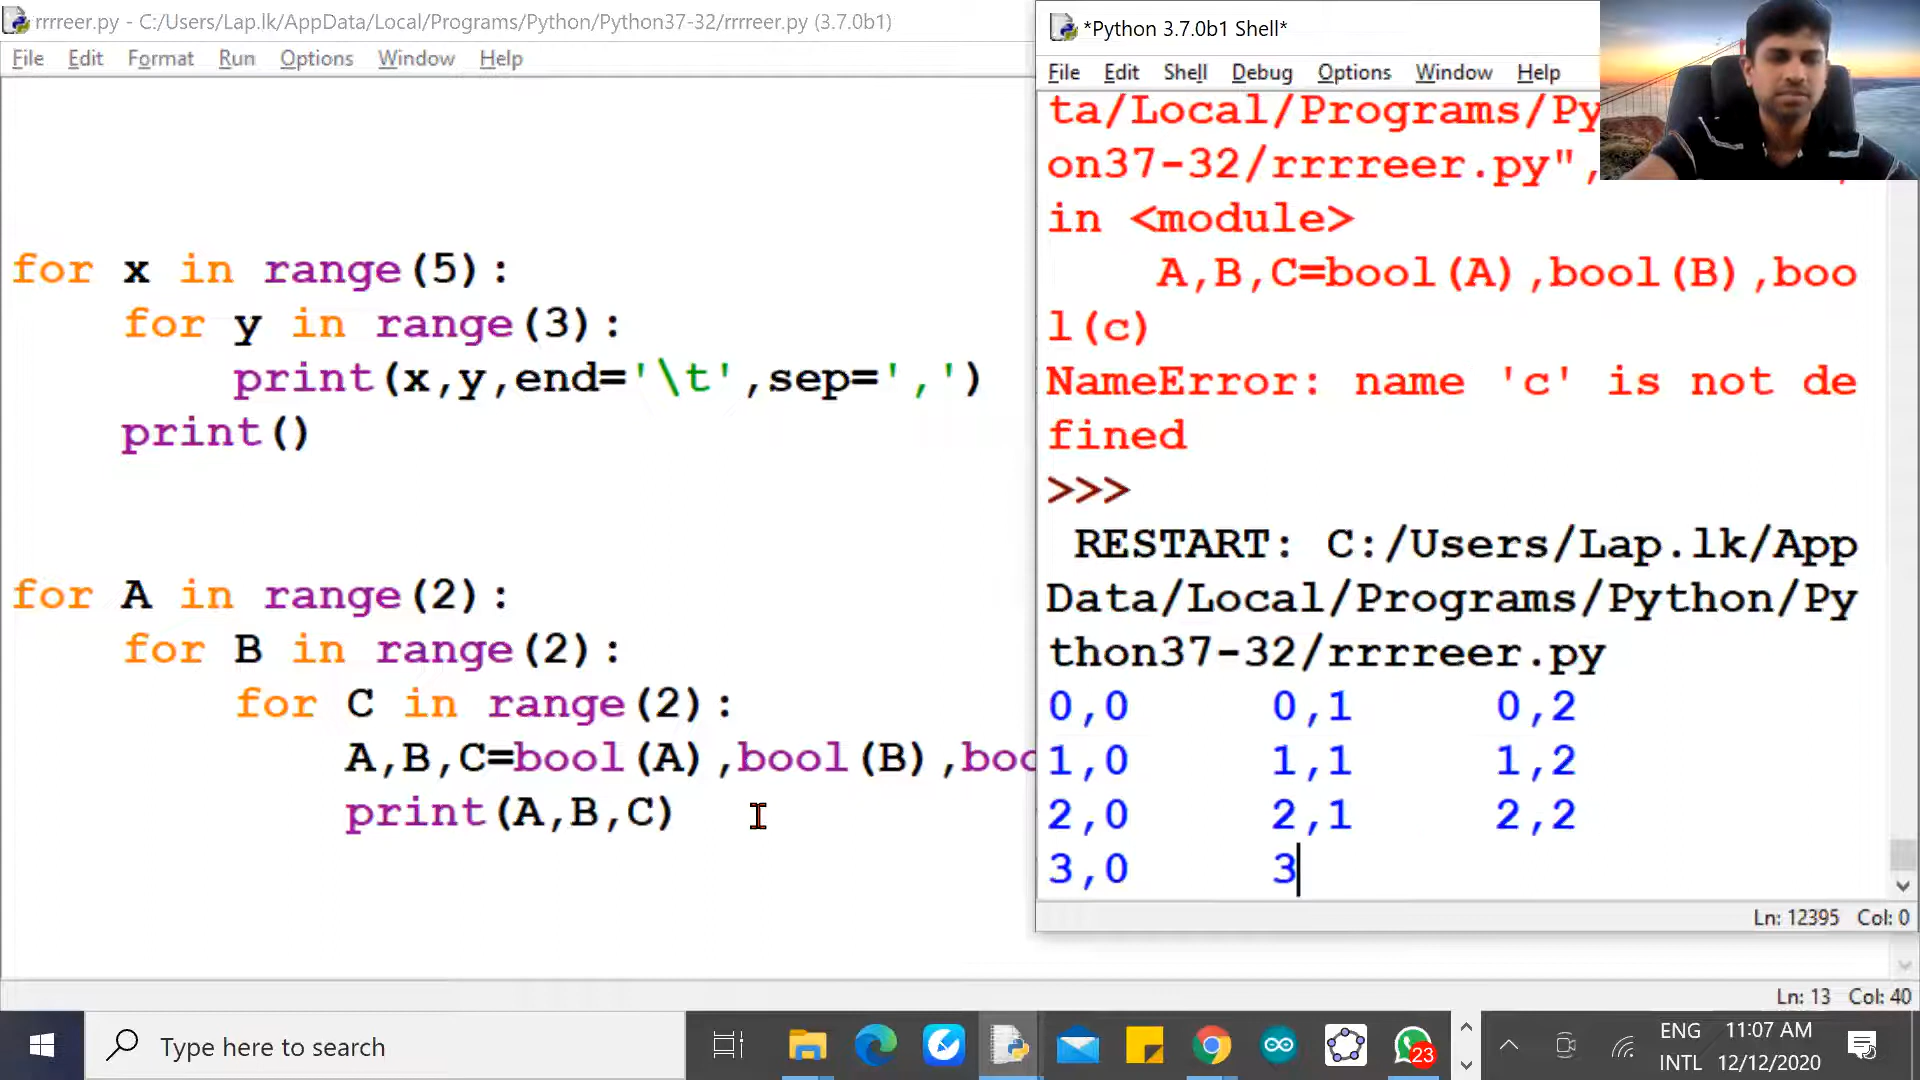 rrrreer.py - C:/Users/Lap.lk/AppData/Local/Programs/Python/Python37-32/rrrreer.py (3.7.0b1)
File Edit Format Run Options Window Help
for x in range(5):
    for y in range(3):
        print(x,y,end='\t',sep=',')
    print()
for A in range(2):
    for B in range(2):
        for C in range(2):
            A,B,C=bool(A),bool(B),boo
            print(A,B,C)
Ln: 13 Col: 40
*Python 3.7.0b1 Shell*
File Edit Shell Debug Options Window Help
ta/Local/Programs/Py
on37-32/rrrreer.py",
in <module>
    A,B,C=bool(A),bool(B),boo
l(c)
NameError: name 'c' is not de
fined
>>>
 RESTART: C:/Users/Lap.lk/App
Data/Local/Programs/Python/Py
thon37-32/rrrreer.py
0,0 0,1 0,2
1,0 1,1 1,2
2,0 2,1 2,2
3,0 3
Ln: 12395 Col: 0
Type here to search
23
ENG
INTL
11:07 AM
12/12/2020